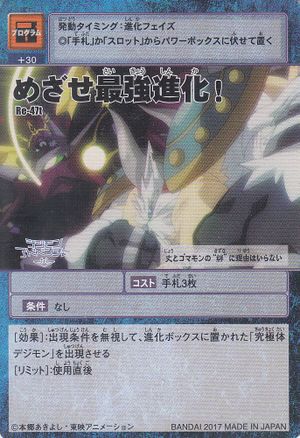 プログラム
発動タイミング：進化フェイズ
◎「手札」か「スロット」からパワーボックスに伏せて置く
+30
めざせ最強進化！
Re-47t
丈とゴマモンの“絆”に理由はいらない
コスト 手札3枚
条件 なし
[効果]：出現条件を無視して、進化ボックスに置かれた「究極体
デジモン」を出現させる
[リミット]：使用直後
©本郷あきよし・東映アニメーション
BANDAI 2017 MADE IN JAPAN